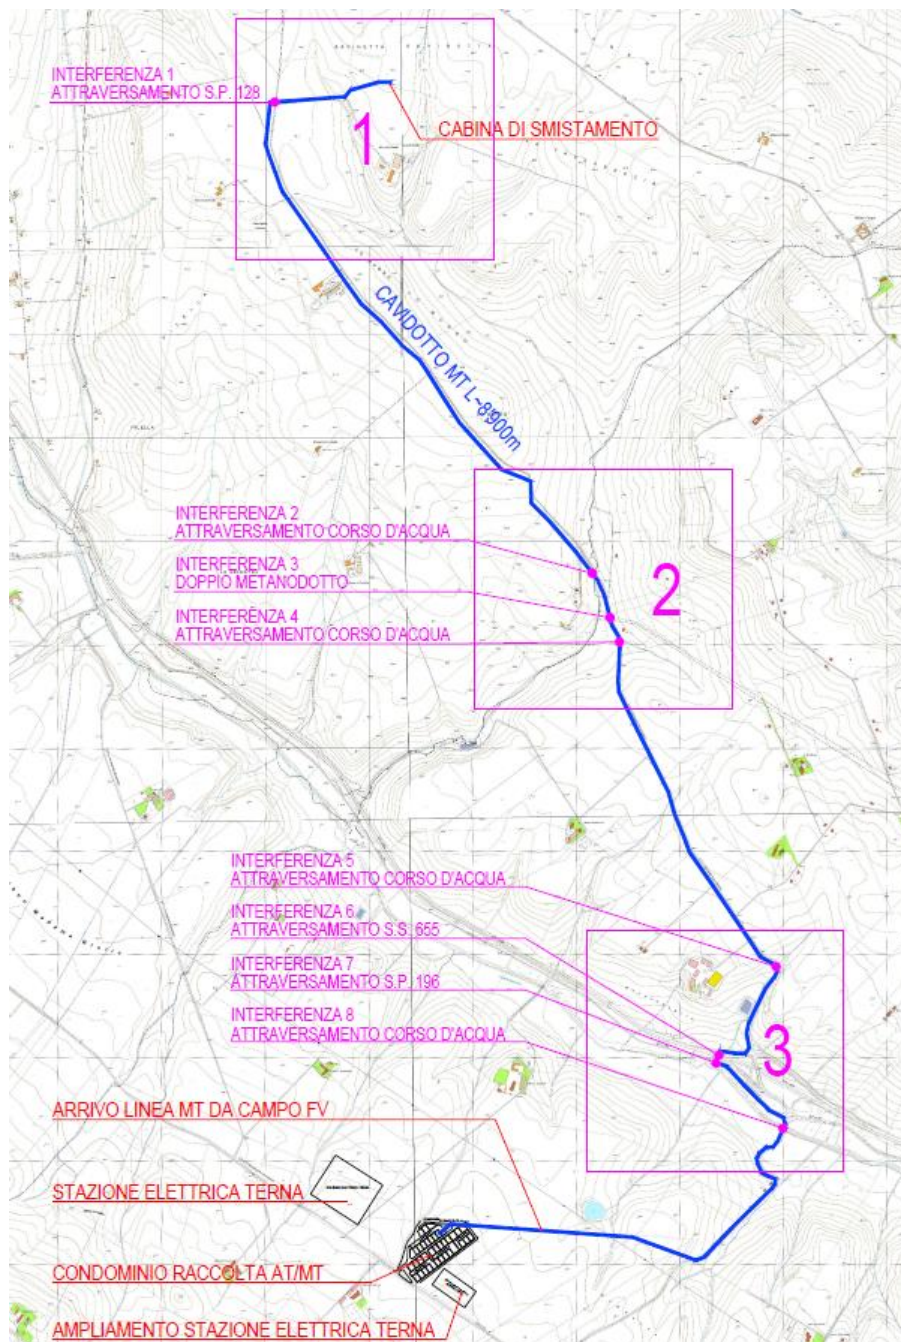 INTERFERENZA 1
ATTRAVERSAMENTO S.P. 128
CABINA DI SMISTAMENTO
1
CAVIDOTTO MT L~8.900m
INTERFERENZA 2
ATTRAVERSAMENTO CORSO D'ACQUA
INTERFERENZA 3
DOPPIO METANODOTTO
INTERFERENZA 4
ATTRAVERSAMENTO CORSO D'ACQUA
2
INTERFERENZA 5
ATTRAVERSAMENTO CORSO D'ACQUA
INTERFERENZA 6
ATTRAVERSAMENTO S.S. 655
INTERFERENZA 7
ATTRAVERSAMENTO S.P. 196
INTERFERENZA 8
ATTRAVERSAMENTO CORSO D'ACQUA
3
ARRIVO LINEA MT DA CAMPO FV
STAZIONE ELETTRICA TERNA
CONDOMINIO RACCOLTA AT/MT
AMPLIAMENTO STAZIONE ELETTRICA TERNA